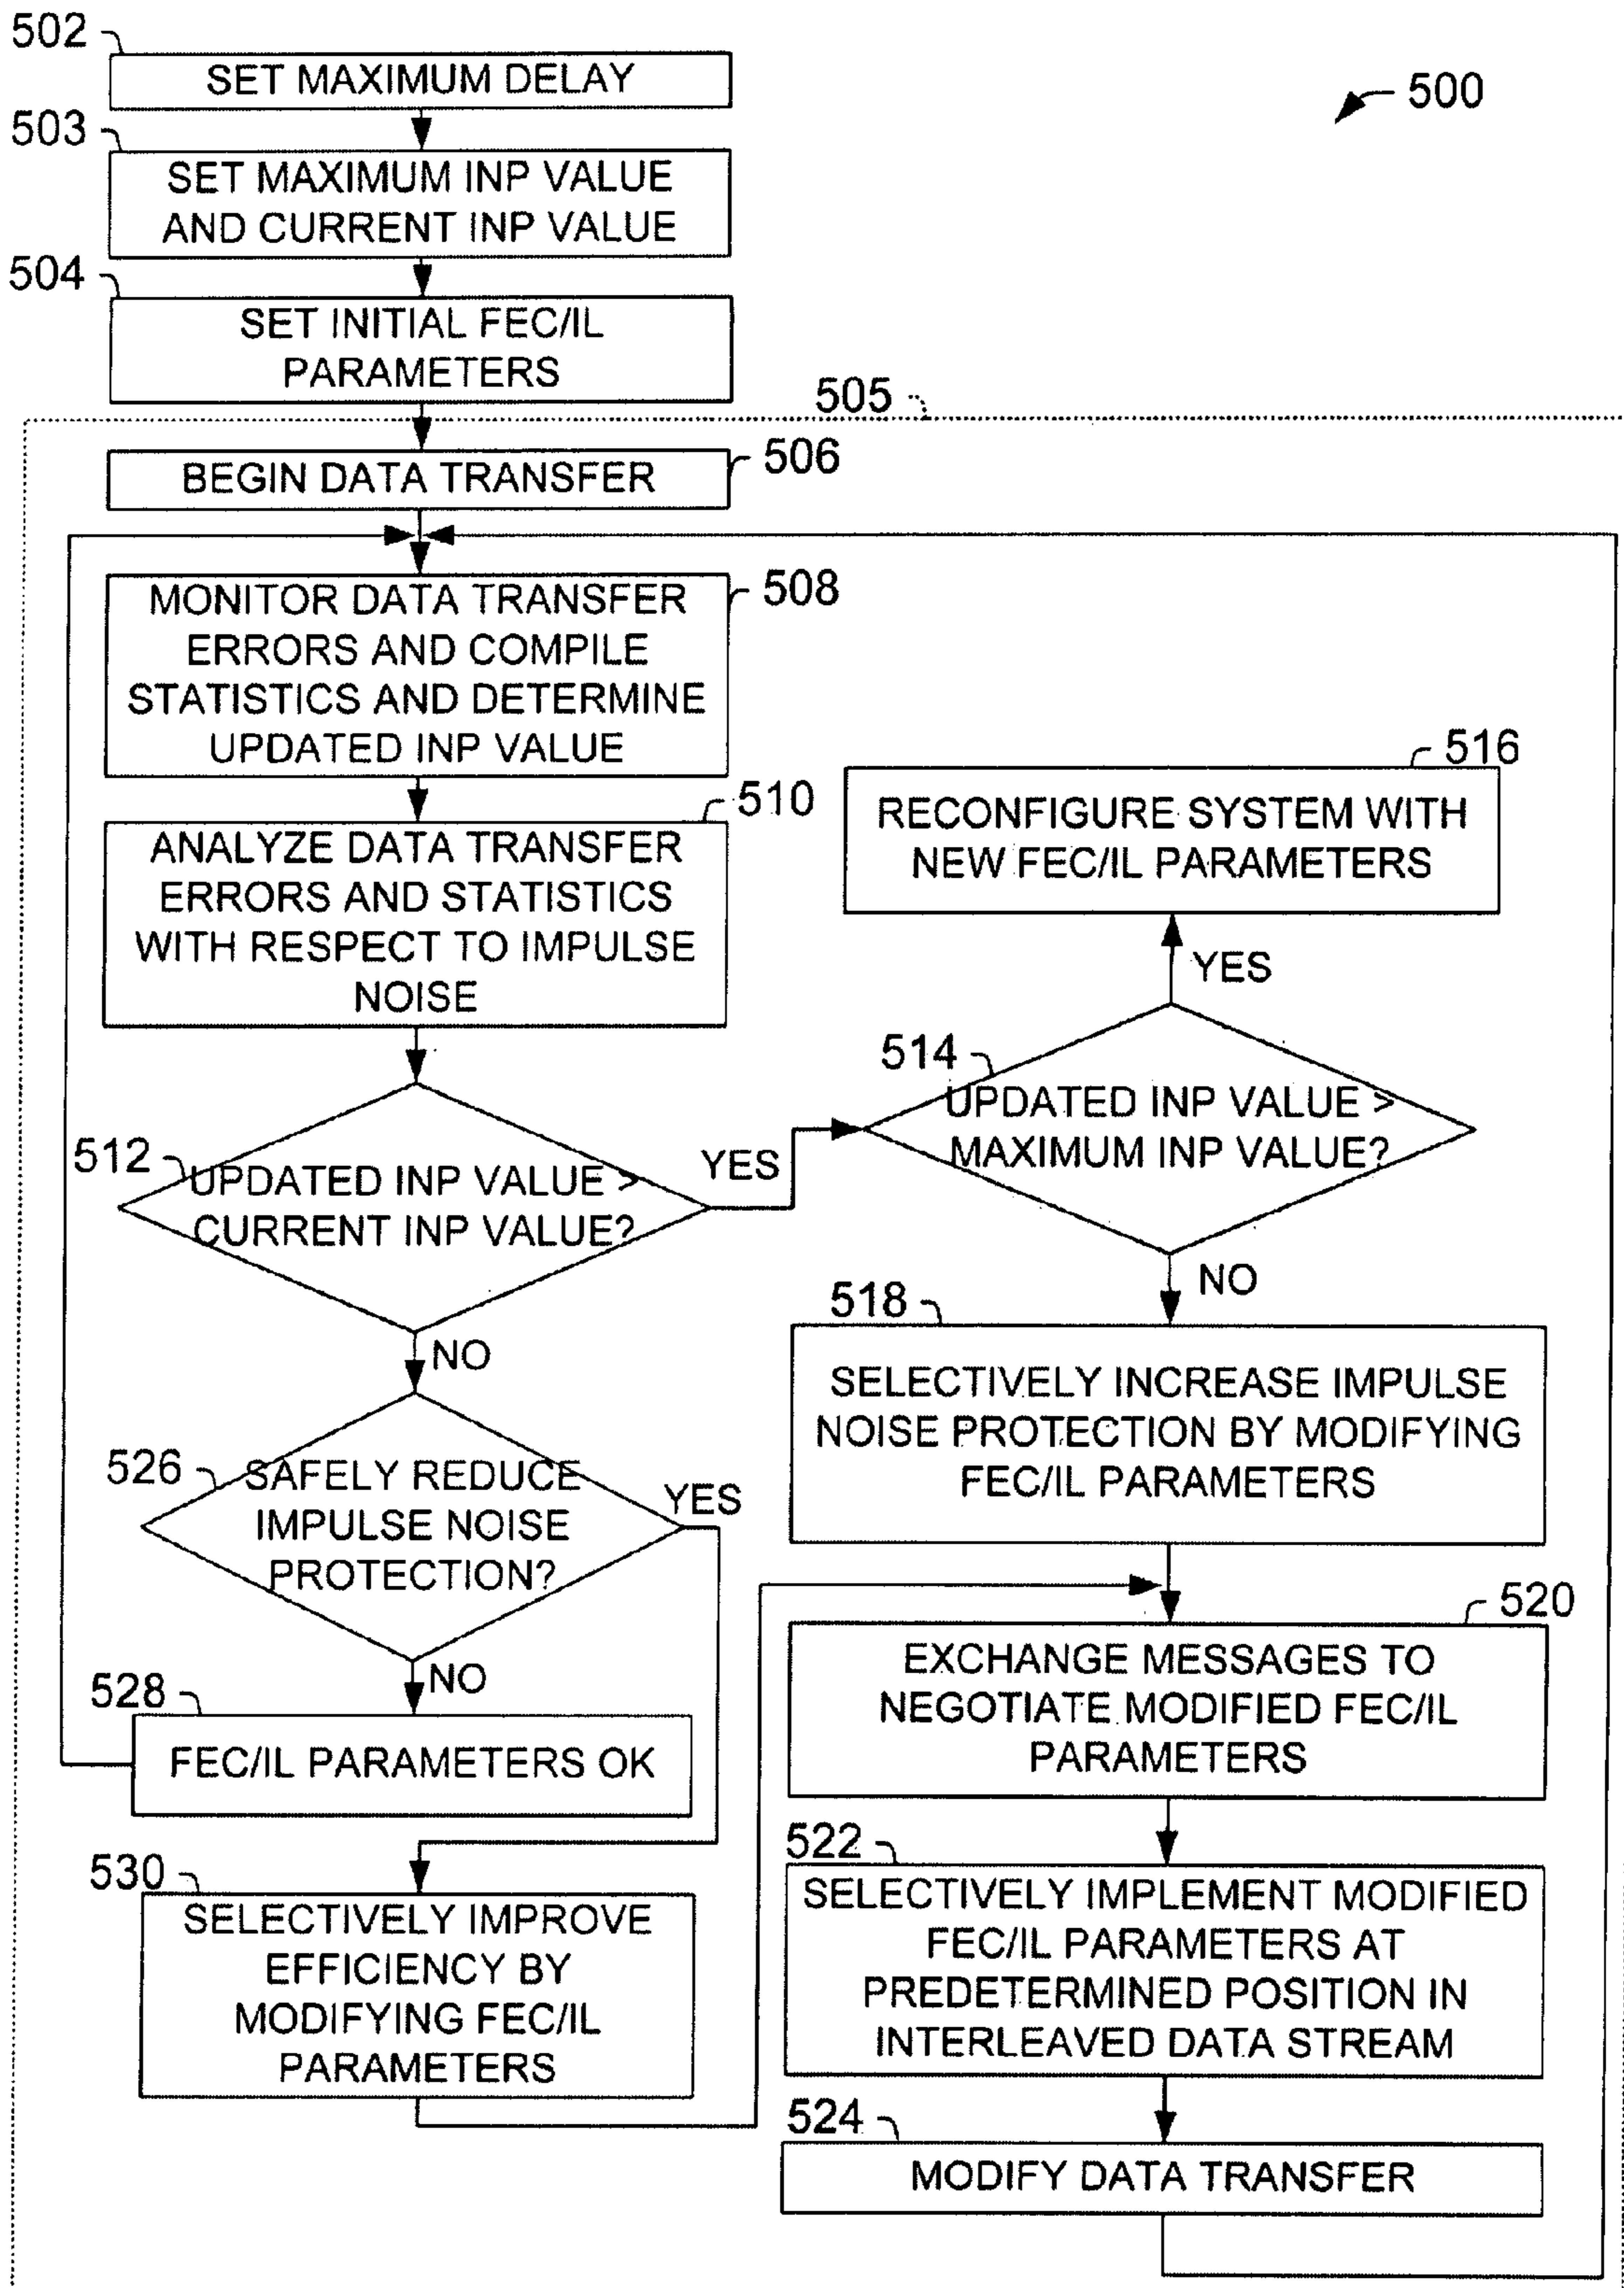 502
SET MAXIMUM DELAY
500
503
SET MAXIMUM INP VALUE
AND CURRENT INP VALUE
504
SET INITIAL FEC/IL
PARAMETERS
505
BEGIN DATA TRANSFER
506
MONITOR DATA TRANSFER
ERRORS AND COMPILE
STATISTICS AND DETERMINE
UPDATED INP VALUE
508
510
ANALYZE DATA TRANSFER
ERRORS AND STATISTICS
WITH RESPECT TO IMPULSE
NOISE
512
UPDATED INP VALUE >
CURRENT INP VALUE?
YES
NO
514
UPDATED INP VALUE >
MAXIMUM INP VALUE?
YES
516
RECONFIGURE SYSTEM WITH
NEW FEC/IL PARAMETERS
NO
518
SELECTIVELY INCREASE IMPULSE
NOISE PROTECTION BY MODIFYING
FEC/IL PARAMETERS
520
EXCHANGE MESSAGES TO
NEGOTIATE MODIFIED FEC/IL
PARAMETERS
522
SELECTIVELY IMPLEMENT MODIFIED
FEC/IL PARAMETERS AT
PREDETERMINED POSITION IN
INTERLEAVED DATA STREAM
524
MODIFY DATA TRANSFER
526
SAFELY REDUCE
IMPULSE NOISE
PROTECTION?
YES
NO
528
FEC/IL PARAMETERS OK
530
SELECTIVELY IMPROVE
EFFICIENCY BY
MODIFYING FEC/IL
PARAMETERS